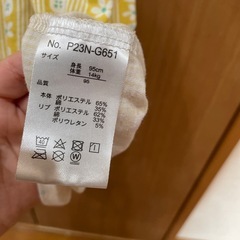 No. P23N-G651
サイズ
身長 95cm
体重 14kg
95
品質
本体 ポリエステル 65%
綿 35%
リブ ポリエステル 62%
綿 33%
ポリウレタン 5%